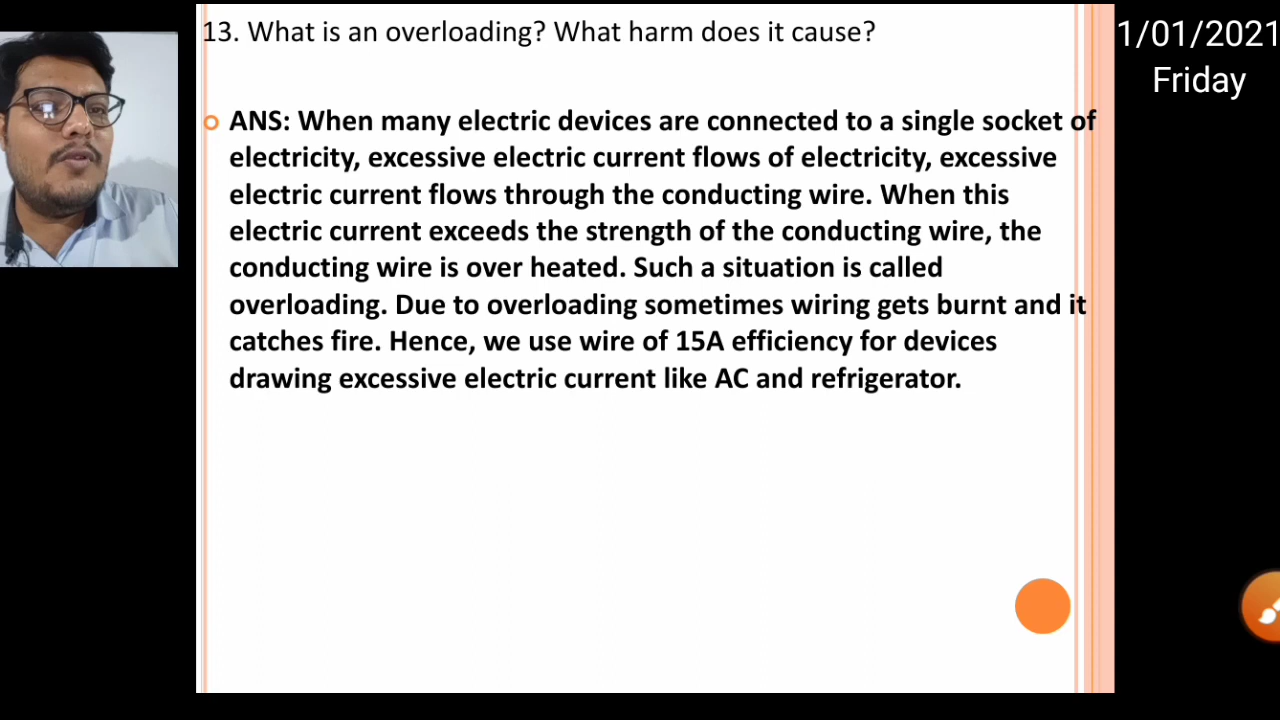 13. What is an overloading? What harm does it cause?
1/01/2021
Friday
ANS: When many electric devices are connected to a single socket of
electricity, excessive electric current flows of electricity, excessive
electric current flows through the conducting wire. When this
electric current exceeds the strength of the conducting wire, the
conducting wire is over heated. Such a situation is called
overloading. Due to overloading sometimes wiring gets burnt and it
catches fire. Hence, we use wire of 15A efficiency for devices
drawing excessive electric current like AC and refrigerator.